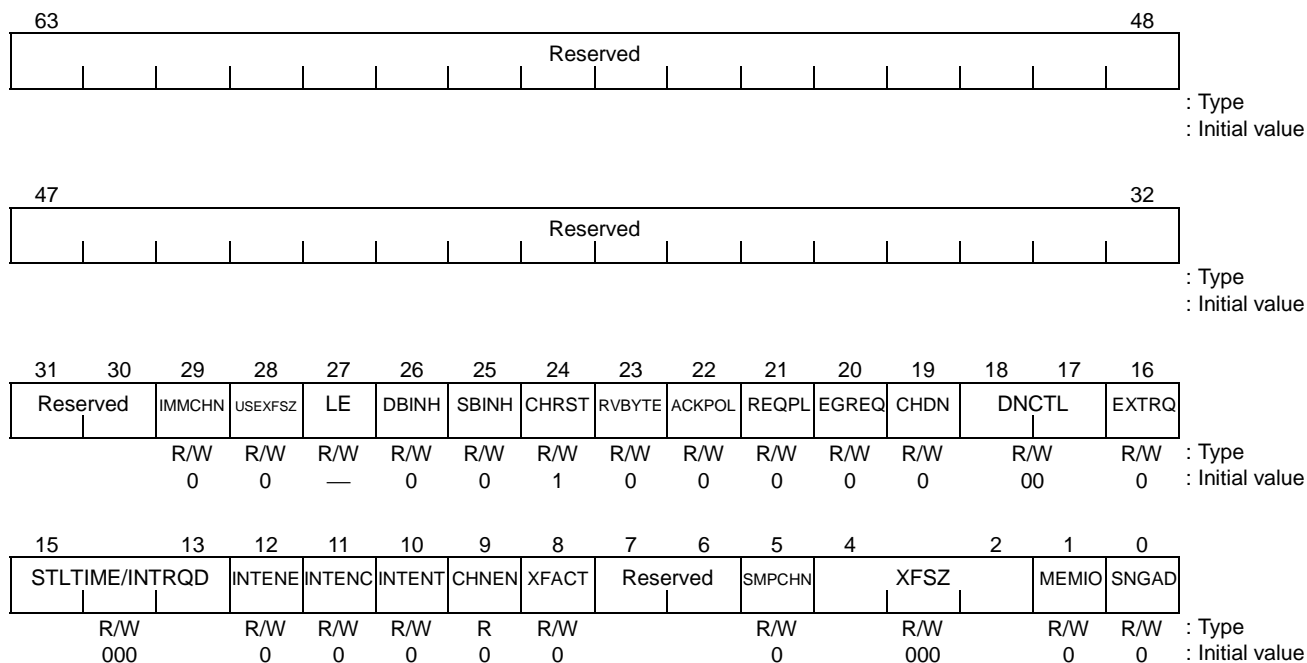 63 48
Reserved
: Type
: Initial value
47 32
Reserved
: Type
: Initial value
31 30 29 28 27 26 25 24 23 22 21 20 19 18 17 16
Reserved IMMCHN USEXFSZ LE DBINH SBINH CHRST RVBYTE ACKPOL REQPL EGREQ CHDN DNCTL EXTRQ
R/W R/W R/W R/W R/W R/W R/W R/W R/W R/W R/W R/W R/W : Type
0 0 — 0 0 1 0 0 0 0 0 00 0 : Initial value
15 13 12 11 10 9 8 7 6 5 4 2 1 0
STLTIME/INTRQD INTENE INTENC INTENT CHNEN XFACT Reserved SMPCHN XFSZ MEMIO SNGAD
R/W R/W R/W R/W R R/W R/W R/W R/W R/W : Type
000 0 0 0 0 0 0 000 0 0 : Initial value